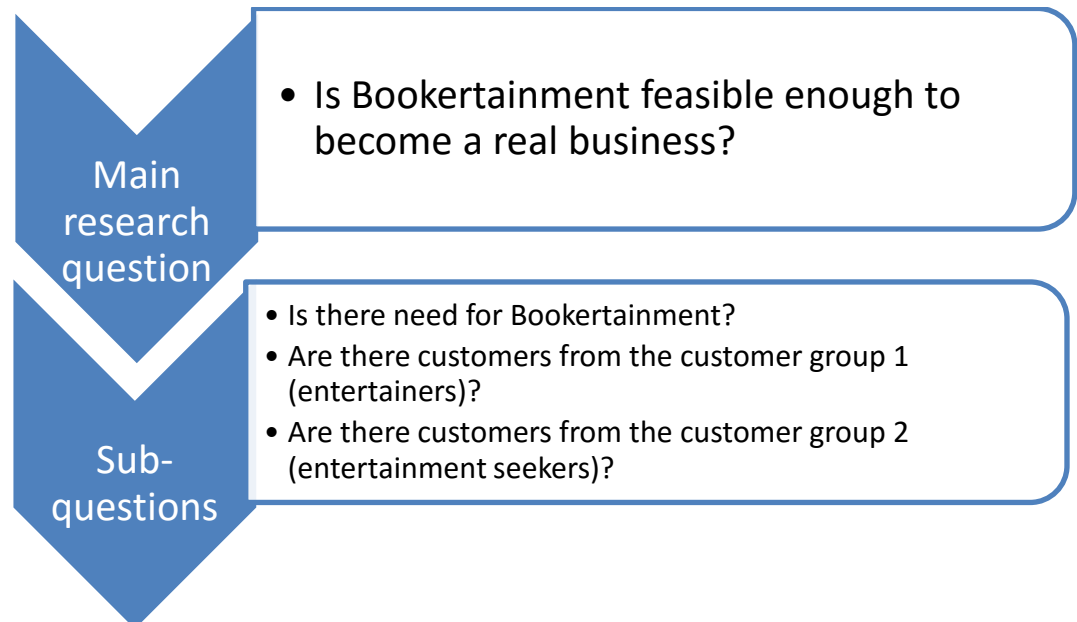 Main
research
question
• Is Bookertainment feasible enough to
become a real business?
Sub-
questions
• Is there need for Bookertainment?
• Are there customers from the customer group 1
(entertainers)?
• Are there customers from the customer group 2
(entertainment seekers)?